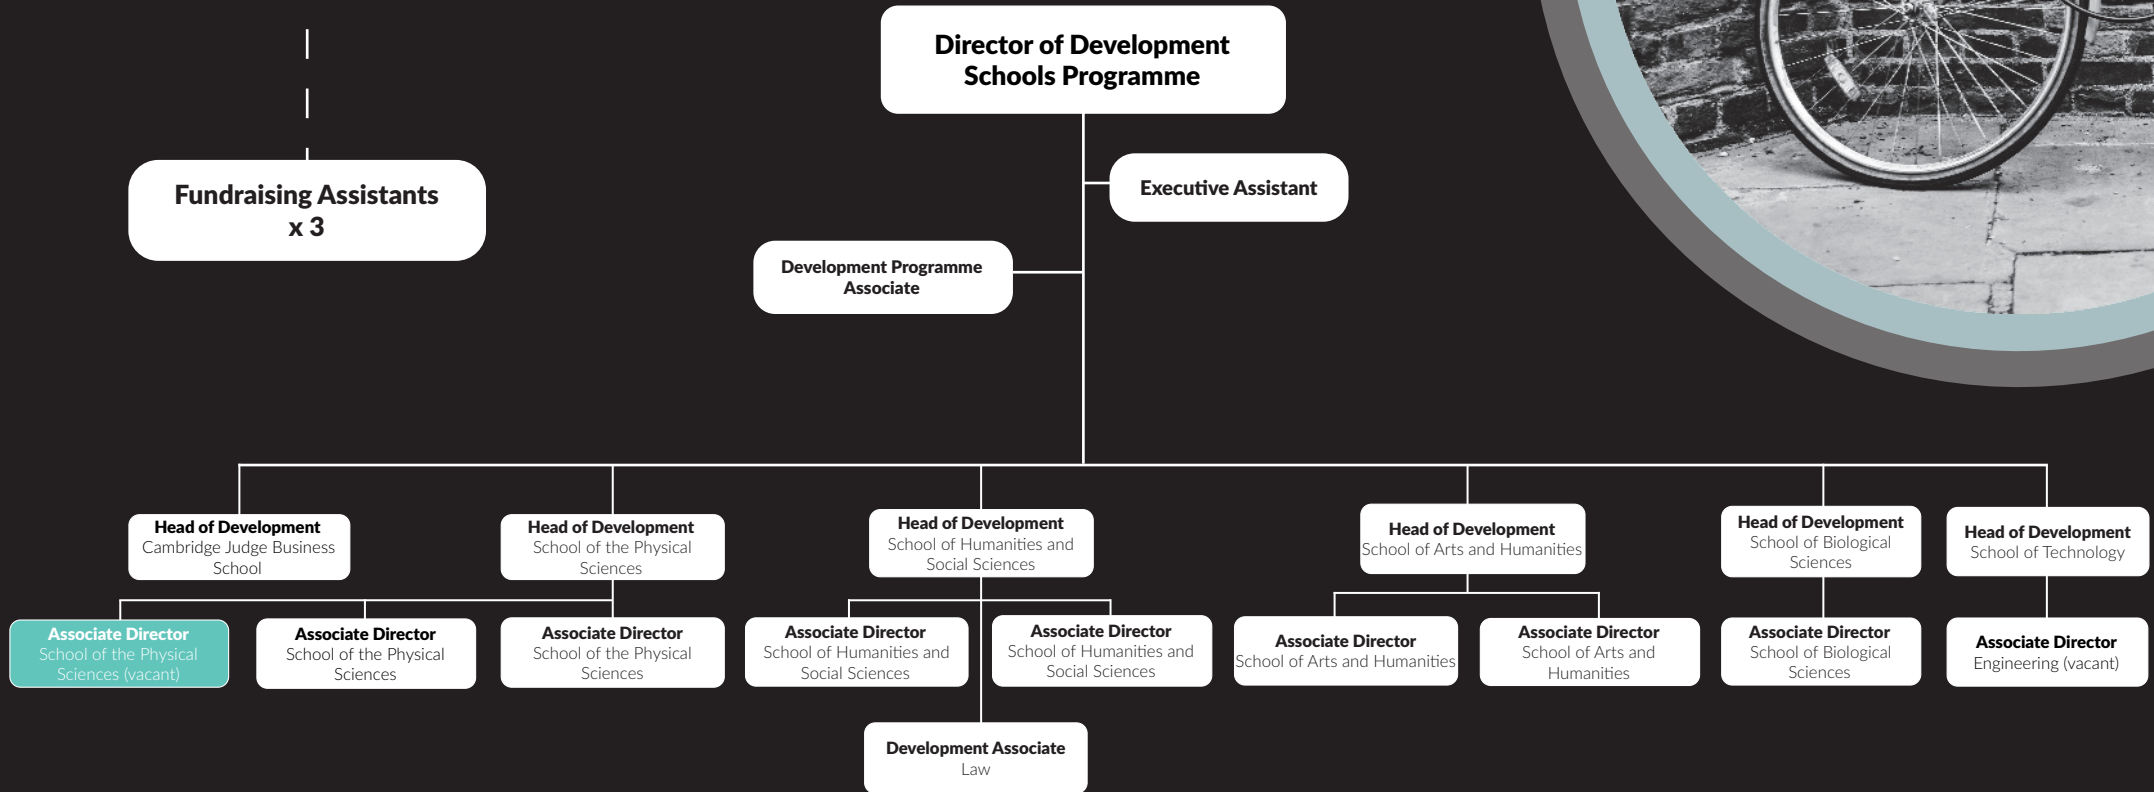 Director of Development
Schools Programme
Fundraising Assistants
x 3
Executive Assistant
Development Programme
Associate
Head of Development
Cambridge Judge Business
School
Head of Development
School of the Physical
Sciences
Head of Development
School of Humanities and
Social Sciences
Head of Development
School of Arts and Humanities
Head of Development
School of Biological
Sciences
Head of Development
School of Technology
Associate Director
School of the Physical
Sciences (vacant)
Associate Director
School of the Physical
Sciences
Associate Director
School of the Physical
Sciences
Associate Director
School of Humanities and
Social Sciences
Associate Director
School of Humanities and
Social Sciences
Associate Director
School of Arts and Humanities
Associate Director
School of Arts and
Humanities
Associate Director
School of Biological
Sciences
Associate Director
Engineering (vacant)
Development Associate
Law